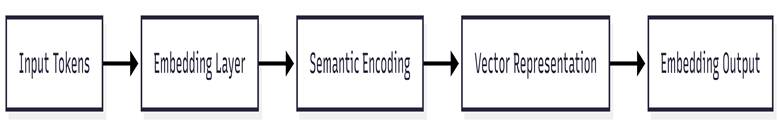 Input Tokens
Embedding Layer
Semantic Encoding
Vector Representation
Embedding Output